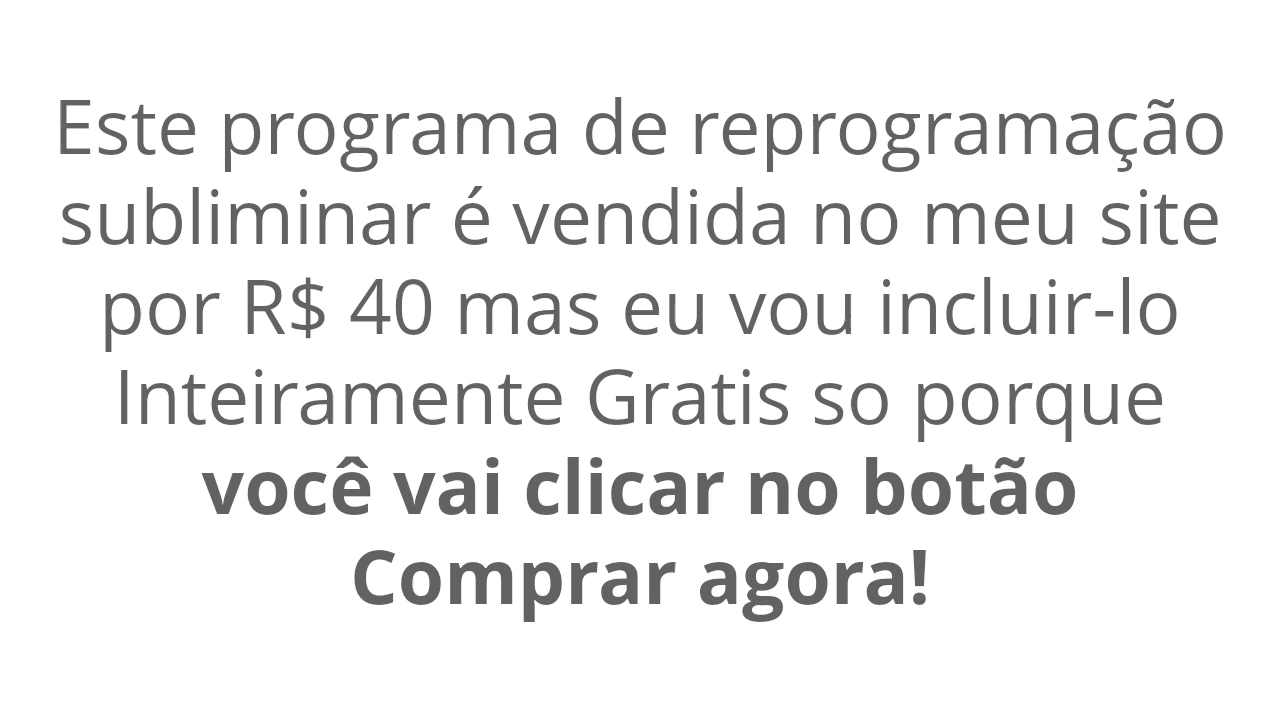 Este programa de reprogramação
subliminar é vendida no meu site
por R$ 40 mas eu vou incluir-lo
Inteiramente Gratis so porque
você vai clicar no botão
Comprar agora!